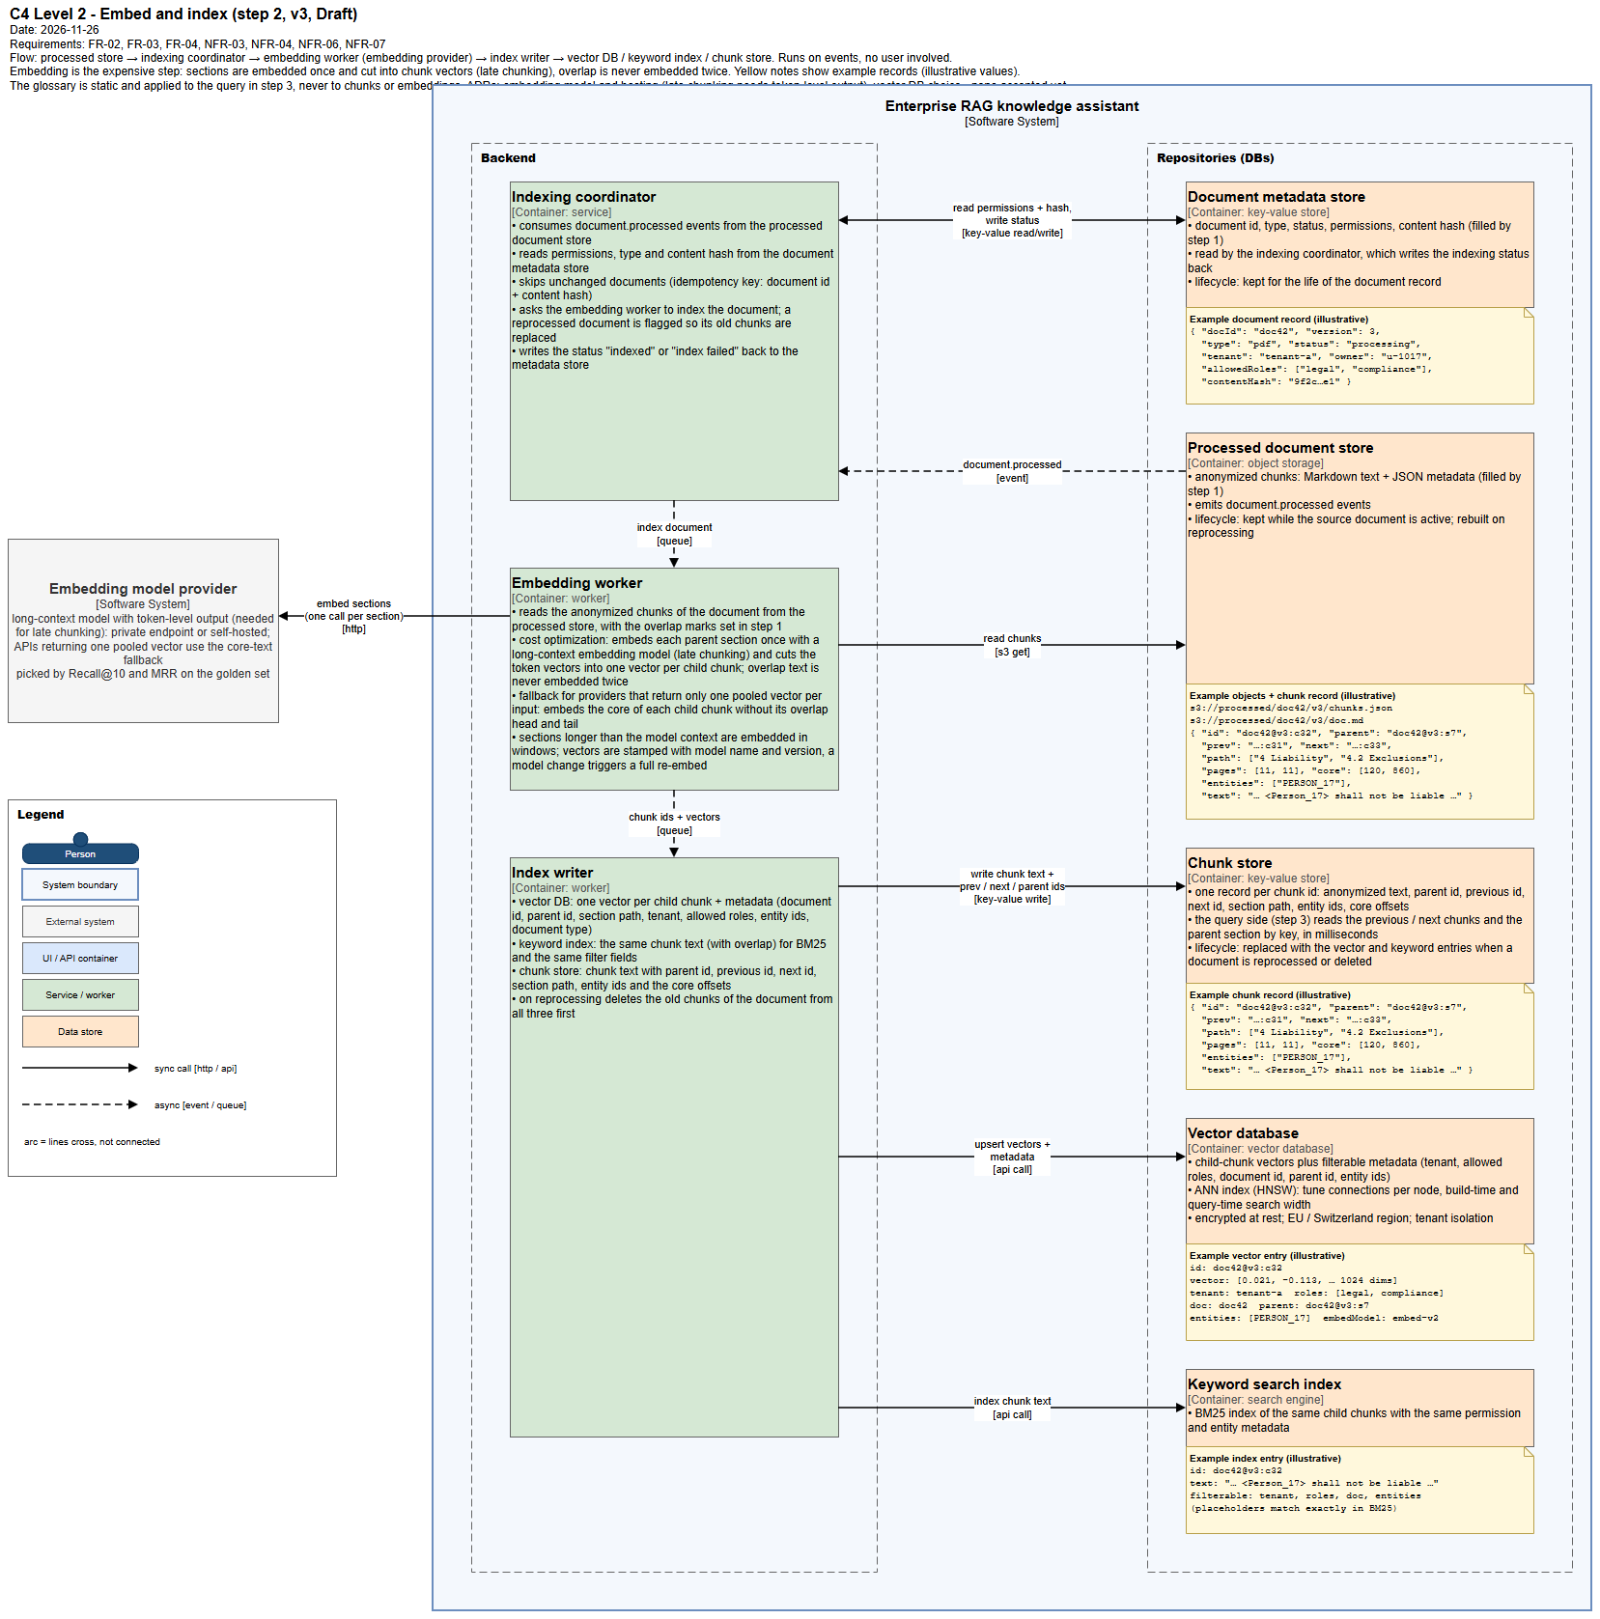 C4 Level 2 - Embed and index (step 2, v3, Draft)
Date: 2026-11-26
Requirements: FR-02, FR-03, FR-04, NFR-03, NFR-04, NFR-06, NFR-07
Flow: processed store → indexing coordinator → embedding worker (embedding provider) → index writer → vector DB / keyword index / chunk store. Runs on events, no user involved.
Embedding is the expensive step: sections are embedded once and cut into chunk vectors (late chunking), overlap is never embedded twice. Yellow notes show example records (illustrative values).
The glossary is static and applied to the query in step 3, never to chunks or
Enterprise RAG knowledge assistant
[Software System]
Backend
Indexing coordinator
[Container: service]
• consumes document.processed events from the processed
document store
• reads permissions, type and content hash from the document
metadata store
• skips unchanged documents (idempotency key: document id
+ content hash)
• asks the embedding worker to index the document; a
reprocessed document is flagged so its old chunks are
replaced
• writes the status "indexed" or "index failed" back to the
metadata store
read permissions + hash,
write status
[key-value read/write]
document.processed
[event]
index document
[queue]
Embedding model provider
[Software System]
long-context model with token-level output (needed
for late chunking): private endpoint or self-hosted;
APIs returning one pooled vector use the core-text
fallback
picked by Recall@10 and MRR on the golden set
embed sections
(one call per section)
[http]
Embedding worker
[Container: worker]
• reads the anonymized chunks of the document from the
processed store, with the overlap marks set in step 1
• cost optimization: embeds each parent section once with a
long-context embedding model (late chunking) and cuts the
token vectors into one vector per child chunk; overlap text is
never embedded twice
• fallback for providers that return only one pooled vector per
input: embeds the core of each child chunk without its overlap
head and tail
• sections longer than the model context are embedded in
windows; vectors are stamped with model name and version, a
model change triggers a full re-embed
read chunks
[s3 get]
chunk ids + vectors
[queue]
Index writer
[Container: worker]
• vector DB: one vector per child chunk + metadata (document
id, parent id, section path, tenant, allowed roles, entity ids,
document type)
• keyword index: the same chunk text (with overlap) for BM25
and the same filter fields
• chunk store: chunk text with parent id, previous id, next id,
section path, entity ids and the core offsets
• on reprocessing deletes the old chunks of the document from
all three first
write chunk text +
prev / next / parent ids
[key-value write]
upsert vectors +
metadata
[api call]
index chunk text
[api call]
Repositories (DBs)
Document metadata store
[Container: key-value store]
• document id, type, status, permissions, content hash (filled by
step 1)
• read by the indexing coordinator, which writes the indexing status
back
• lifecycle: kept for the life of the document record
Example document record (illustrative)
{ "docId": "doc42", "version": 3,
"type": "pdf", "status": "processing",
"tenant": "tenant-a", "owner": "u-1017",
"allowedRoles": ["legal", "compliance"],
"contentHash": "9f2c…e1" }
Processed document store
[Container: object storage]
• anonymized chunks: Markdown text + JSON metadata (filled by
step 1)
• emits document.processed events
• lifecycle: kept while the source document is active; rebuilt on
reprocessing
Example objects + chunk record (illustrative)
s3://processed/doc42/v3/chunks.json
s3://processed/doc42/v3/doc.md
{ "id": "doc42@v3:c32", "parent": "doc42@v3:s7",
"prev": "…:c31", "next": "…:c33",
"path": ["4 Liability", "4.2 Exclusions"],
"pages": [11, 11], "core": [120, 860],
"entities": ["PERSON_17"],
"text": "… <Person_17> shall not be liable …" }
Chunk store
[Container: key-value store]
• one record per chunk id: anonymized text, parent id, previous id,
next id, section path, entity ids, core offsets
• the query side (step 3) reads the previous / next chunks and the
parent section by key, in milliseconds
• lifecycle: replaced with the vector and keyword entries when a
document is reprocessed or deleted
Example chunk record (illustrative)
{ "id": "doc42@v3:c32", "parent": "doc42@v3:s7",
"prev": "…:c31", "next": "…:c33",
"path": ["4 Liability", "4.2 Exclusions"],
"pages": [11, 11], "core": [120, 860],
"entities": ["PERSON_17"],
"text": "… <Person_17> shall not be liable …" }
Vector database
[Container: vector database]
• child-chunk vectors plus filterable metadata (tenant, allowed
roles, document id, parent id, entity ids)
• ANN index (HNSW): tune connections per node, build-time and
query-time search width
• encrypted at rest; EU / Switzerland region; tenant isolation
Example vector entry (illustrative)
id: doc42@v3:c32
vector: [0.021, -0.113, … 1024 dims]
tenant: tenant-a roles: [legal, compliance]
doc: doc42 parent: doc42@v3:s7
entities: [PERSON_17] embedModel: embed-v2
Keyword search index
[Container: search engine]
• BM25 index of the same child chunks with the same permission
and entity metadata
Example index entry (illustrative)
id: doc42@v3:c32
text: "… <Person_17> shall not be liable …"
filterable: tenant, roles, doc, entities
(placeholders match exactly in BM25)
Legend
Person
System boundary
External system
UI / API container
Service / worker
Data store
sync call [http / api]
async [event / queue]
arc = lines cross, not connected